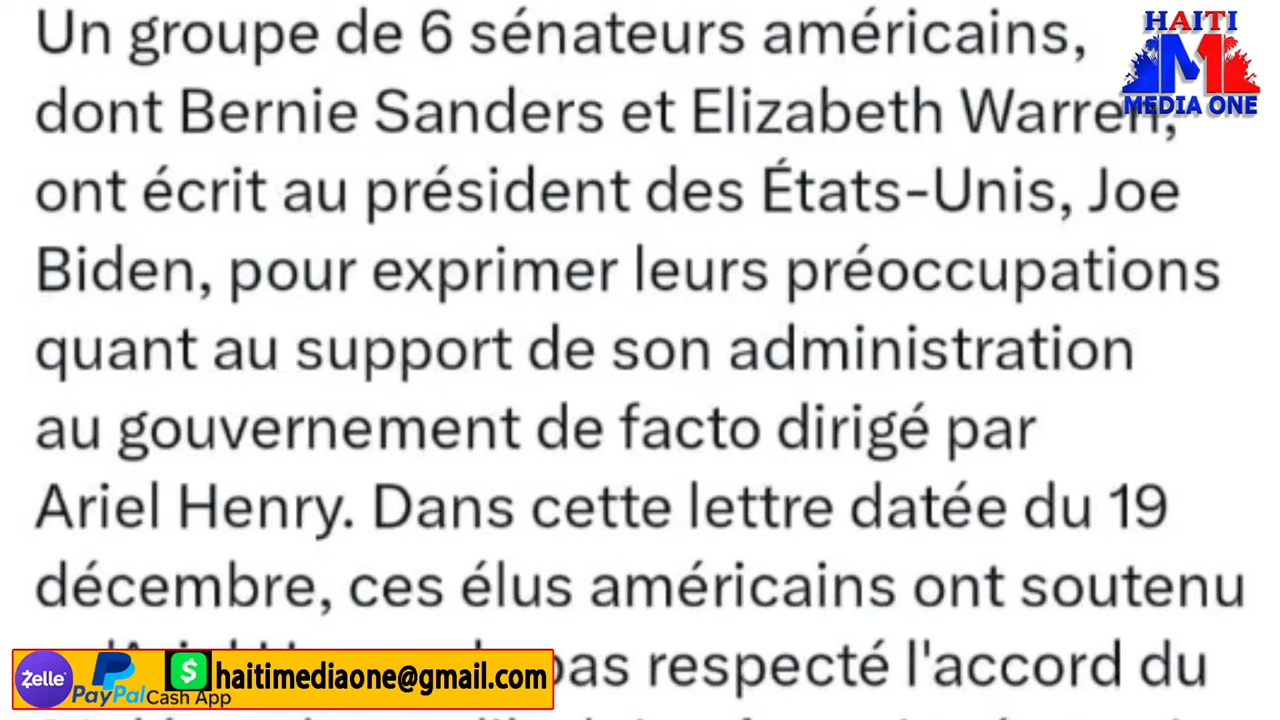 Un groupe de 6 sénateurs américains,
dont Bernie Sanders et Elizabeth Warren,
ont écrit au président des États-Unis, Joe
Biden, pour exprimer leurs préoccupations
quant au support de son administration
au gouvernement de facto dirigé par
Ariel Henry. Dans cette lettre datée du 19
décembre, ces élus américains ont soutenu
pas respecté l'accord du
HAITI
M
MEDIA ONE
Zelle
PayPal
$
Cash App
haitimediaone@gmail.com